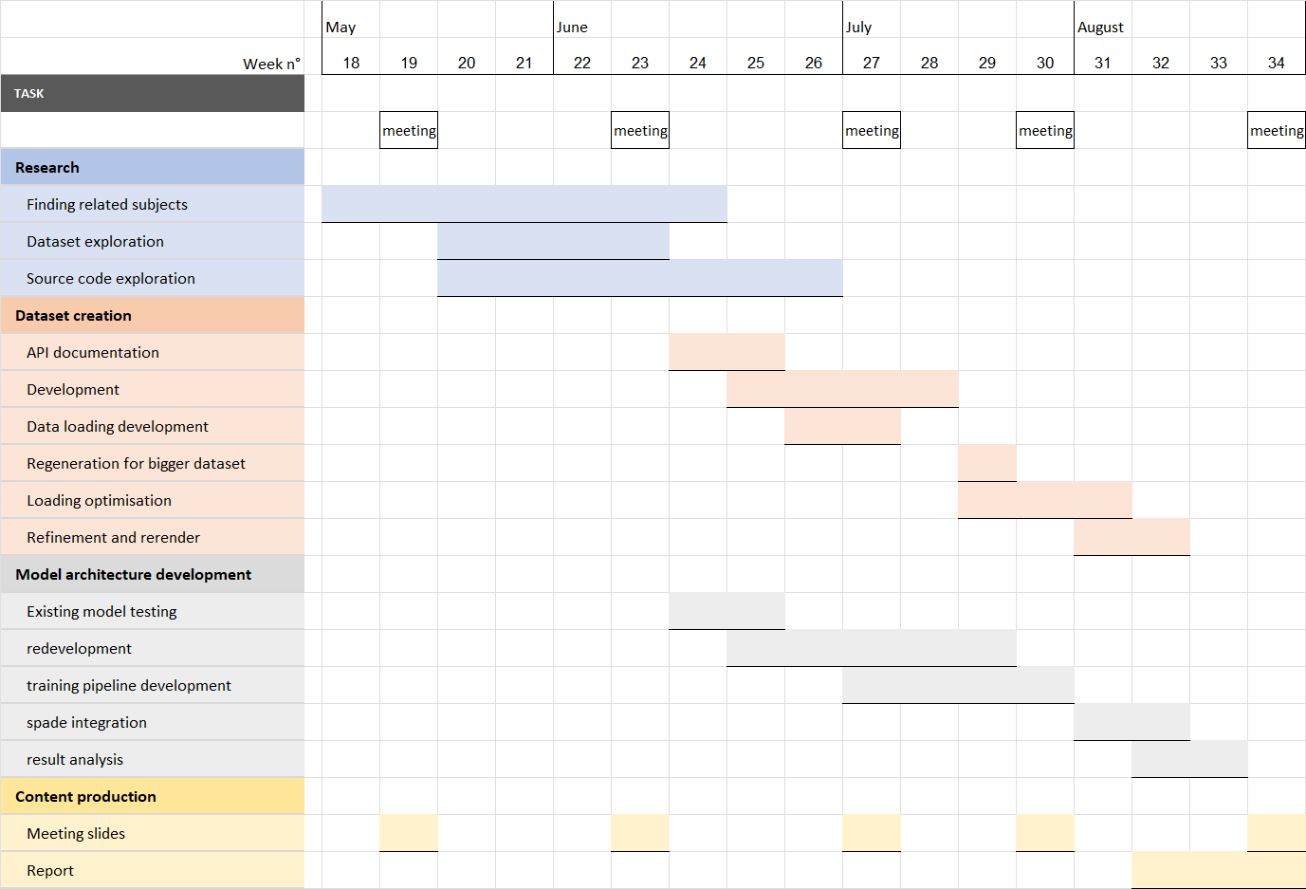 May June July August
Week n° 18 19 20 21 22 23 24 25 26 27 28 29 30 31 32 33 34
TASK
meeting meeting meeting meeting meeting
Research
Finding related subjects
Dataset exploration
Source code exploration
Dataset creation
API documentation
Development
Data loading development
Regeneration for bigger dataset
Loading optimisation
Refinement and rerender
Model architecture development
Existing model testing
redevelopment
training pipeline development
spade integration
result analysis
Content production
Meeting slides
Report